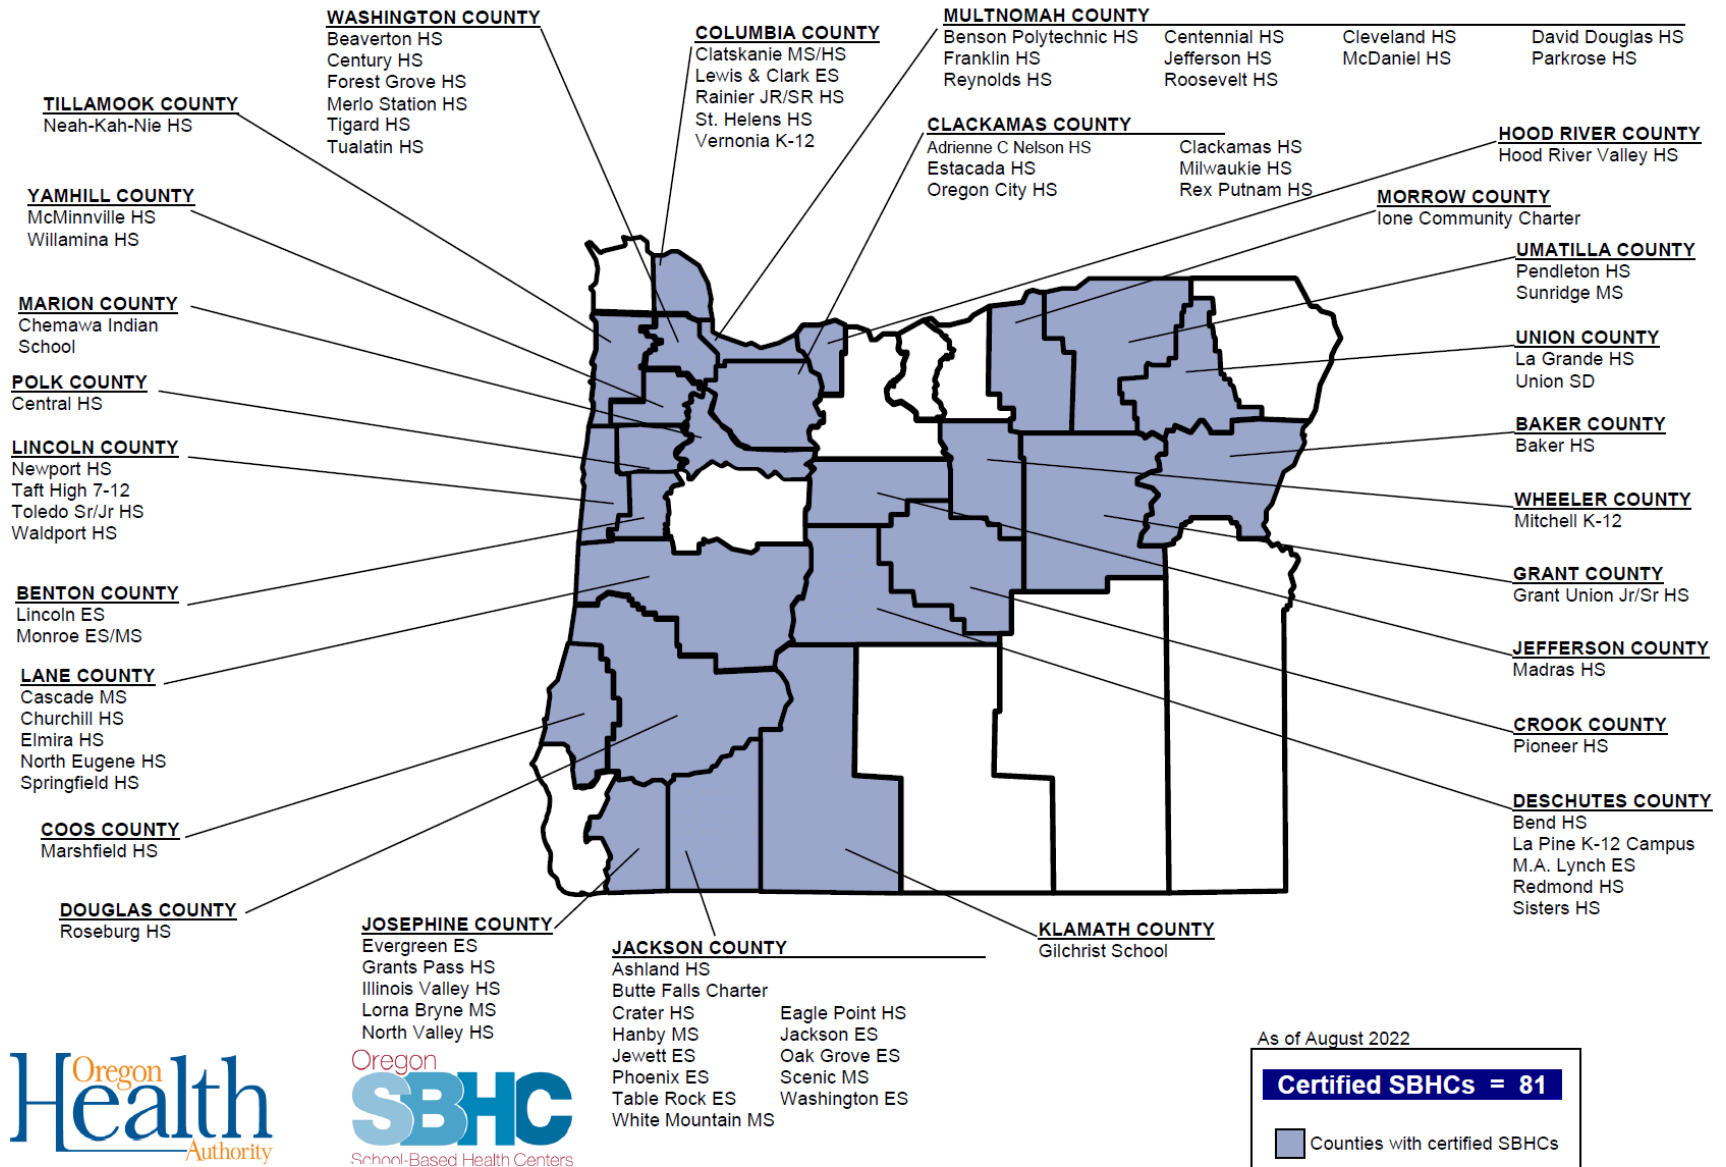 WASHINGTON COUNTY
Beaverton HS
Century HS
Forest Grove HS
Merlo Station HS
Tigard HS
Tualatin HS
COLUMBIA COUNTY
Clatskanie MS/HS
Lewis & Clark ES
Rainier JR/SR HS
St. Helens HS
Vernonia K-12
MULTNOMAH COUNTY
Benson Polytechnic HS Centennial HS Cleveland HS David Douglas HS
Franklin HS Jefferson HS McDaniel HS Parkrose HS
Reynolds HS Roosevelt HS
CLACKAMAS COUNTY
Adrienne C Nelson HS Clackamas HS
Estacada HS Milwaukie HS
Oregon City HS Rex Putnam HS
HOOD RIVER COUNTY
Hood River Valley HS
MORROW COUNTY
Ione Community Charter
UMATILLA COUNTY
Pendleton HS
Sunridge MS
UNION COUNTY
La Grande HS
Union SD
BAKER COUNTY
Baker HS
WHEELER COUNTY
Mitchell K-12
GRANT COUNTY
Grant Union Jr/Sr HS
JEFFERSON COUNTY
Madras HS
CROOK COUNTY
Pioneer HS
DESCHUTES COUNTY
Bend HS
La Pine K-12 Campus
M.A. Lynch ES
Redmond HS
Sisters HS
TILLAMOOK COUNTY
Neah-Kah-Nie HS
YAMHILL COUNTY
McMinnville HS
Willamina HS
MARION COUNTY
Chemawa Indian
School
POLK COUNTY
Central HS
LINCOLN COUNTY
Newport HS
Taft High 7-12
Toledo Sr/Jr HS
Waldport HS
BENTON COUNTY
Lincoln ES
Monroe ES/MS
LANE COUNTY
Cascade MS
Churchill HS
Elmira HS
North Eugene HS
Springfield HS
COOS COUNTY
Marshfield HS
DOUGLAS COUNTY
Roseburg HS
JOSEPHINE COUNTY
Evergreen ES
Grants Pass HS
Illinois Valley HS
Lorna Bryne MS
North Valley HS
JACKSON COUNTY
Ashland HS
Butte Falls Charter
Crater HS Eagle Point HS
Hanby MS Jackson ES
Jewett ES Oak Grove ES
Phoenix ES Scenic MS
Table Rock ES Washington ES
White Mountain MS
KLAMATH COUNTY
Gilchrist School
Oregon
Health
Authority
Oregon
SBHC
School-Based Health Centers
As of August 2022
Certified SBHCs = 81
Counties with certified SBHCs